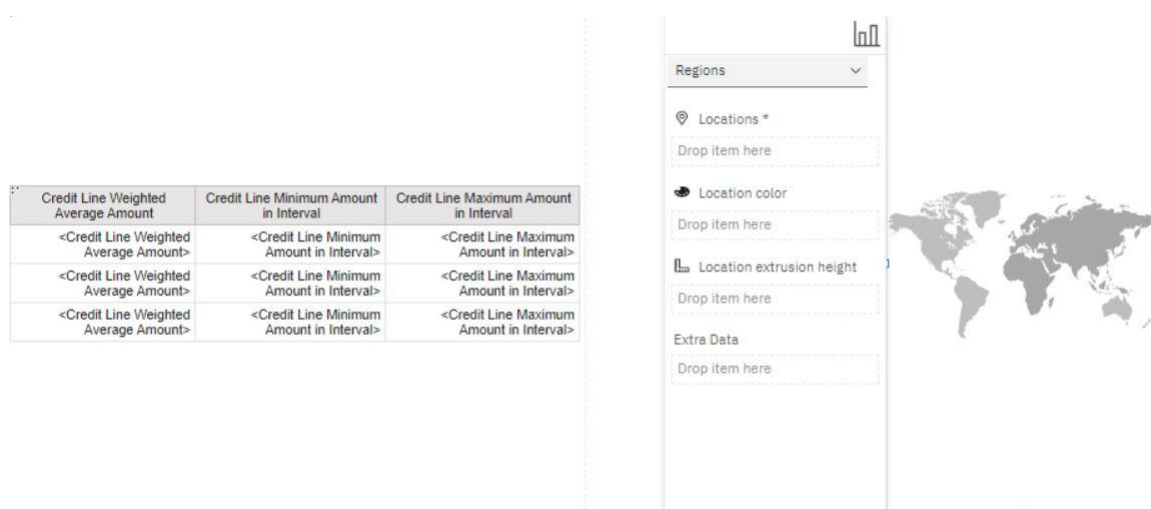 Credit Line Weighted
Average Amount
Credit Line Minimum Amount
in Interval
Credit Line Maximum Amount
in Interval
<Credit Line Weighted
Average Amount>
<Credit Line Minimum
Amount in Interval>
<Credit Line Maximum
Amount in Interval>
<Credit Line Weighted
Average Amount>
<Credit Line Minimum
Amount in Interval>
<Credit Line Maximum
Amount in Interval>
<Credit Line Weighted
Average Amount>
<Credit Line Minimum
Amount in Interval>
<Credit Line Maximum
Amount in Interval>
Regions
Locations *
Drop item here
Location color
Drop item here
Location extrusion height
Drop item here
Extra Data
Drop item here